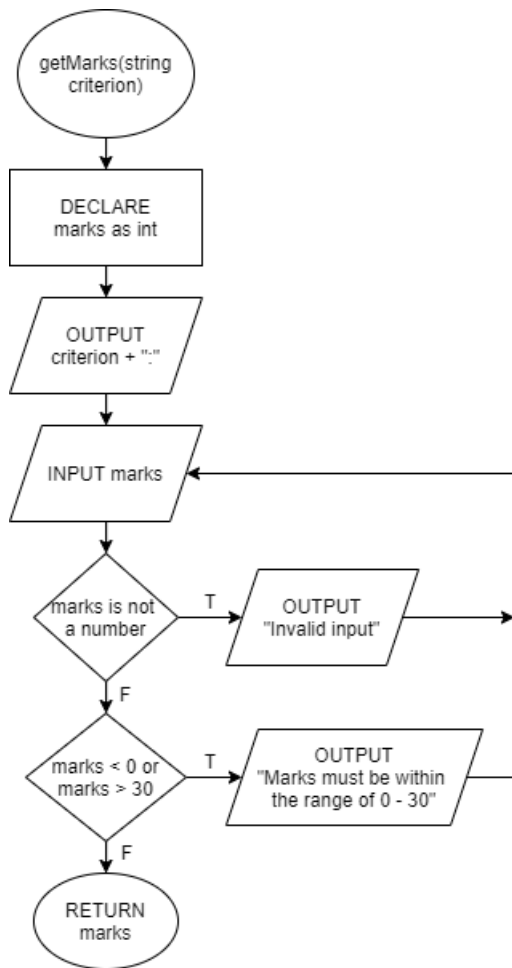 getMarks(string
criterion)
DECLARE
marks as int
OUTPUT
criterion + ":"
INPUT marks
marks is not
a number
T
OUTPUT
"Invalid input"
F
marks < 0 or
marks > 30
T
OUTPUT
"Marks must be within
the range of 0 - 30"
F
RETURN
marks